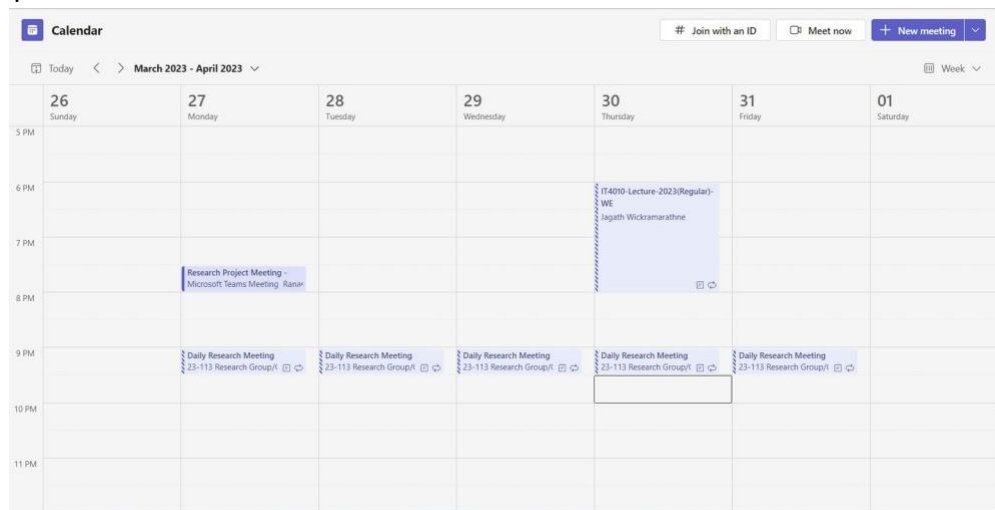 Calendar
Join with an ID
Meet now
New meeting
Today
March 2023 - April 2023
Week
26
Sunday
27
Monday
28
Tuesday
29
Wednesday
30
Thursday
31
Friday
01
Saturday
5 PM
6 PM
IT4010-Lecture-2023(Regular)-
WE
Jagath Wickramarathne
7 PM
Research Project Meeting -
Microsoft Teams Meeting
8 PM
9 PM
Daily Research Meeting
23-113 Research Group/
Daily Research Meeting
23-113 Research Group/
Daily Research Meeting
23-113 Research Group/
Daily Research Meeting
23-113 Research Group/
Daily Research Meeting
23-113 Research Group/
10 PM
11 PM